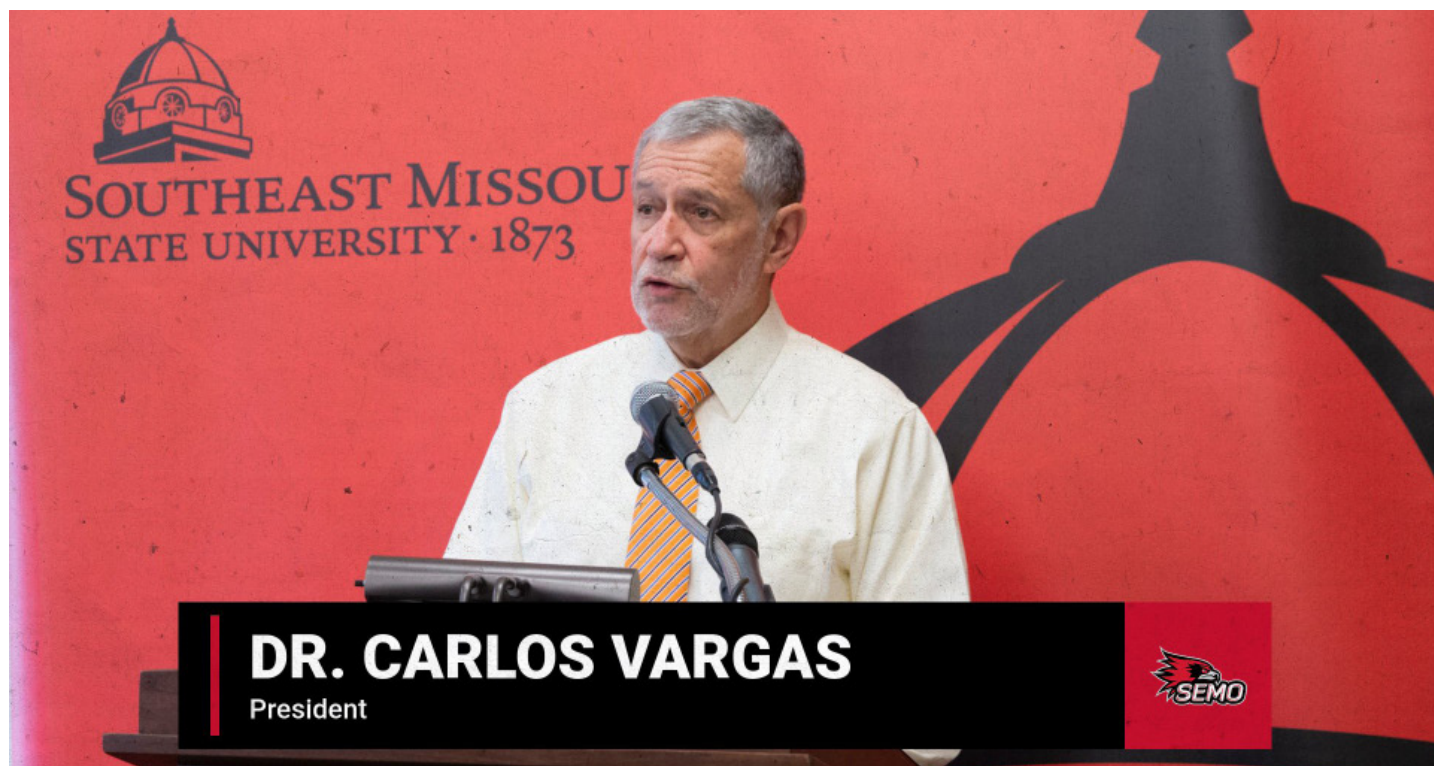 SOUTHEAST MISSOU
STATE UNIVERSITY · 1873
DR. CARLOS VARGAS
President
SEMO